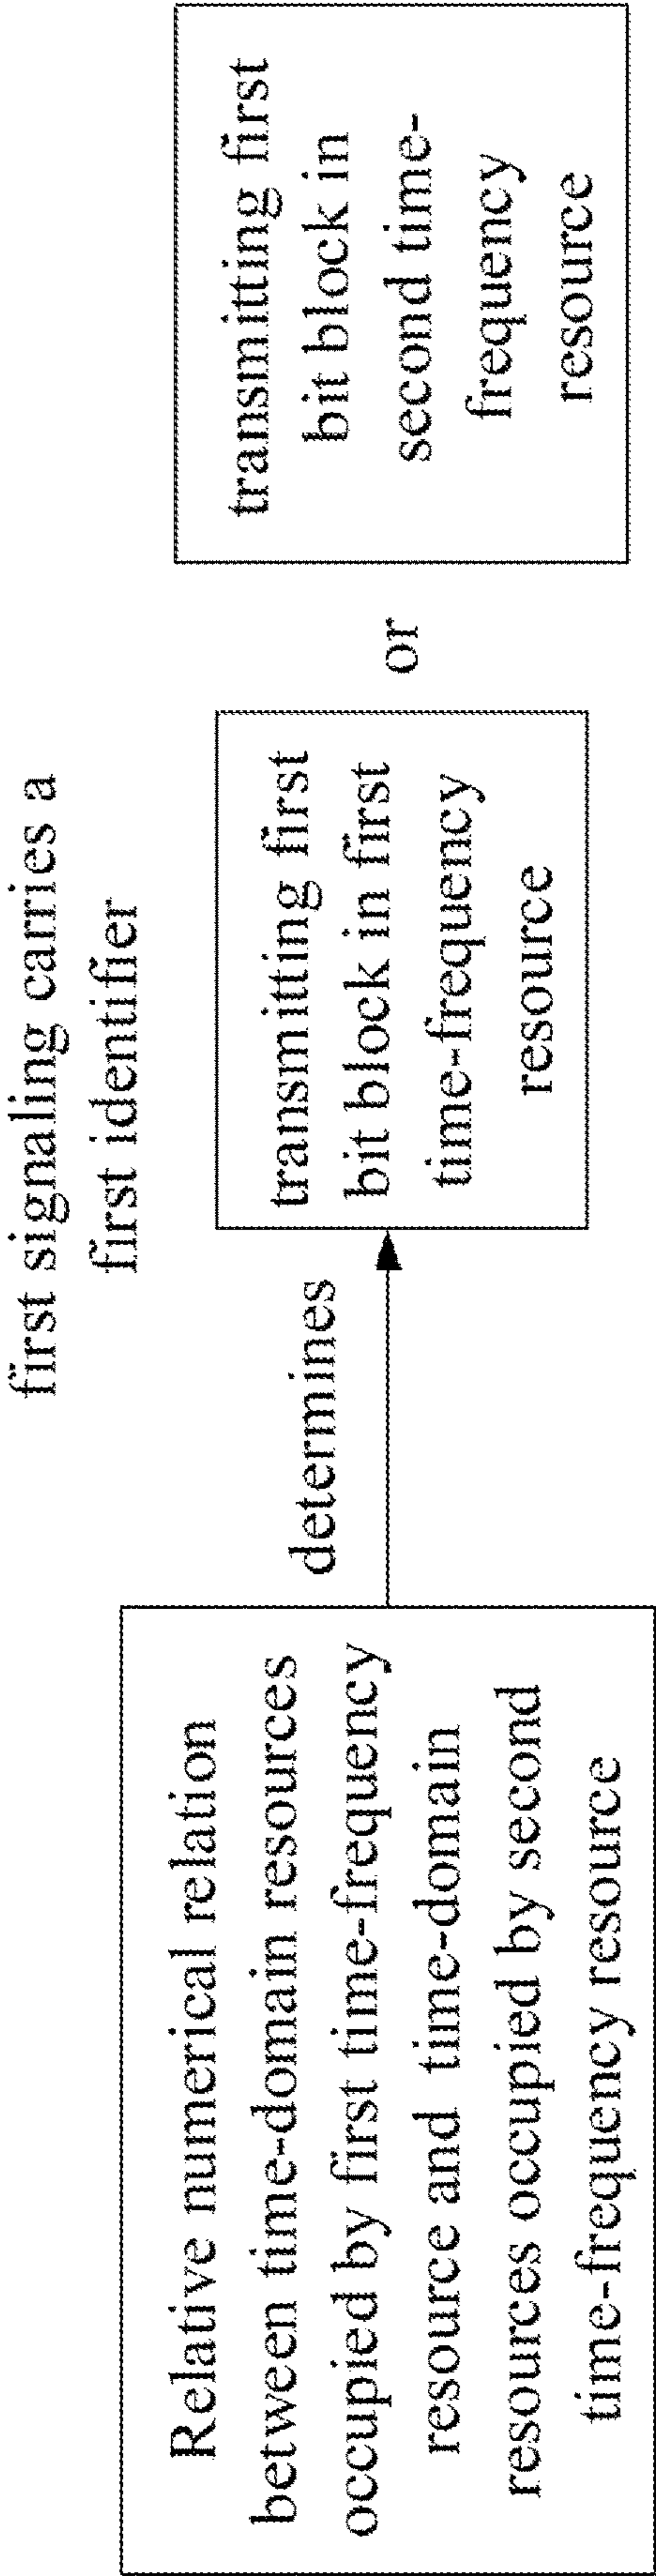 first signaling carries a
first identifier
Relative numerical relation
between time-domain resources
occupied by first time-frequency
resource and time-domain
resources occupied by second
time-frequency resource
determines
transmitting first
bit block in first
time-frequency
resource
or
transmitting first
bit block in
second time-
frequency
resource